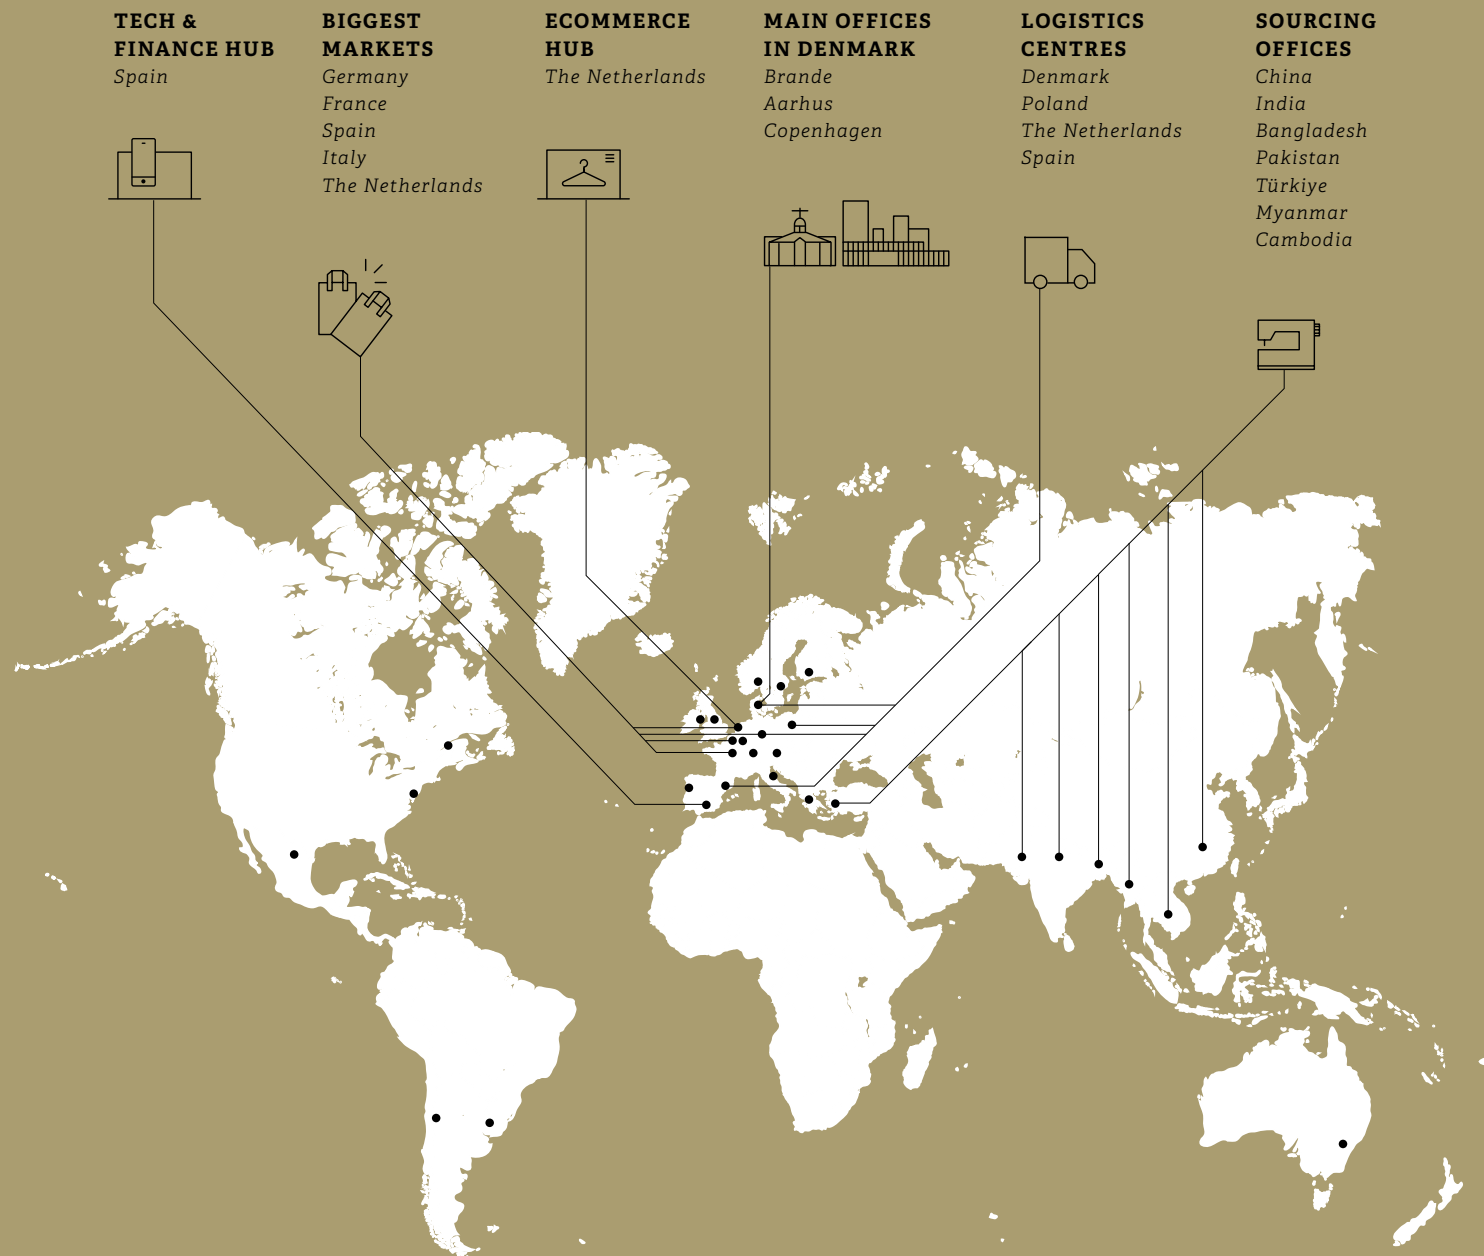 TECH &
FINANCE HUB
Spain
BIGGEST
MARKETS
Germany
France
Spain
Italy
The Netherlands
ECOMMERCE
HUB
The Netherlands
MAIN OFFICES
IN DENMARK
Brande
Aarhus
Copenhagen
LOGISTICS
CENTRES
Denmark
Poland
The Netherlands
Spain
SOURCING
OFFICES
China
India
Bangladesh
Pakistan
Türkiye
Myanmar
Cambodia